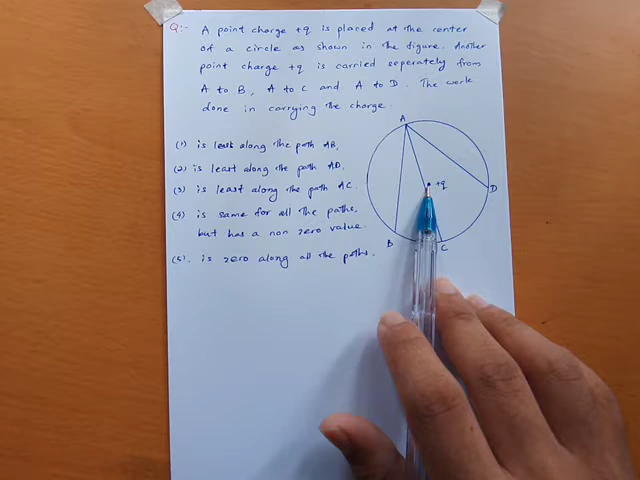 Q:- A point charge +q is placed at the center
of a circle as shown in the figure. Another
point charge +q is carried seperately from
A to B, A to C and A to D. The work
done in carrying the charge.
(1) is least along the path AB,
(2) is least along the path AD,
(3) is least along the path AC.
(4) is same for all the paths,
but has a non zero value.
(5). is zero along all the paths.
A
+q
D
B
C